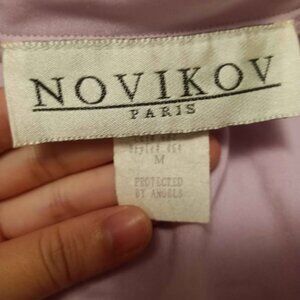 NOVIKOV
PARIS
M
PROTECTED
BY ANGELS